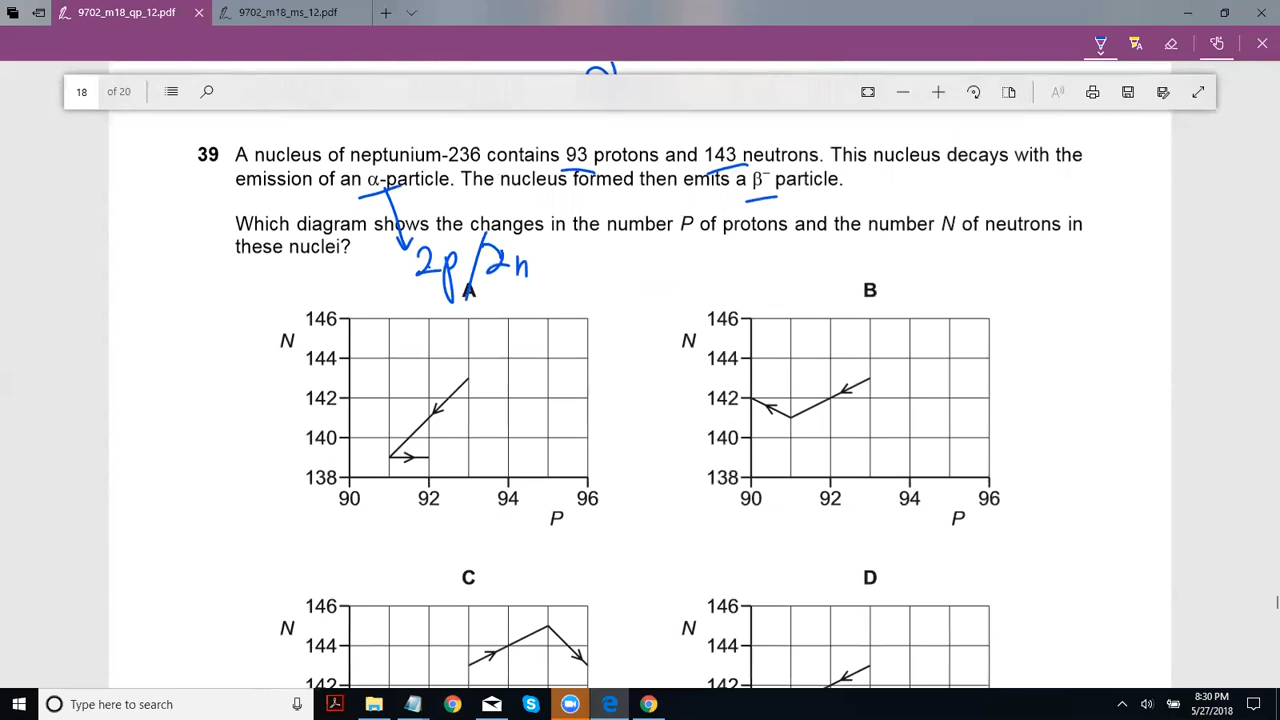 9702_m18_qp_12.pdf
9702_m18_ms_12.pdf
18 of 20
39 A nucleus of neptunium-236 contains 93 protons and 143 neutrons. This nucleus decays with the
emission of an α-particle. The nucleus formed then emits a β⁻ particle.
Which diagram shows the changes in the number P of protons and the number N of neutrons in
these nuclei?
2p/2n
A
N
146
144
142
140
138
90 92 94 96
P
B
N
146
144
142
140
138
90 92 94 96
P
C
N
146
144
142
D
N
146
144
142
Type here to search
8:30 PM
5/27/2018